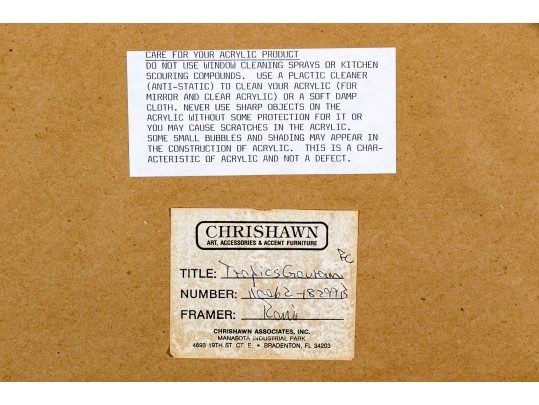 CARE FOR YOUR ACRYLIC PRODUCT
DO NOT USE WINDOW CLEANING SPRAYS OR KITCHEN
SCOURING COMPOUNDS. USE A PLACTIC CLEANER
(ANTI-STATIC) TO CLEAN YOUR ACRYLIC (FOR
MIRROR AND CLEAR ACRYLIC) OR A SOFT DAMP
CLOTH. NEVER USE SHARP OBJECTS ON THE
ACRYLIC WITHOUT SOME PROTECTION FOR IT OR
YOU MAY CAUSE SCRATCHES IN THE ACRYLIC.
SOME SMALL BUBBLES AND SHADING MAY APPEAR IN
THE CONSTRUCTION OF ACRYLIC. THIS IS A CHAR-
ACTERISTIC OF ACRYLIC AND NOT A DEFECT.
CHRISHAWN
ART, ACCESSORIES & ACCENT FURNITURE
TITLE: Tropics
NUMBER:
FRAMER:
CHRISHAWN ASSOCIATES, INC.
MANASOTA INDUSTRIAL PARK
4693 19TH ST. CT. E. • BRADENTON, FL 34203